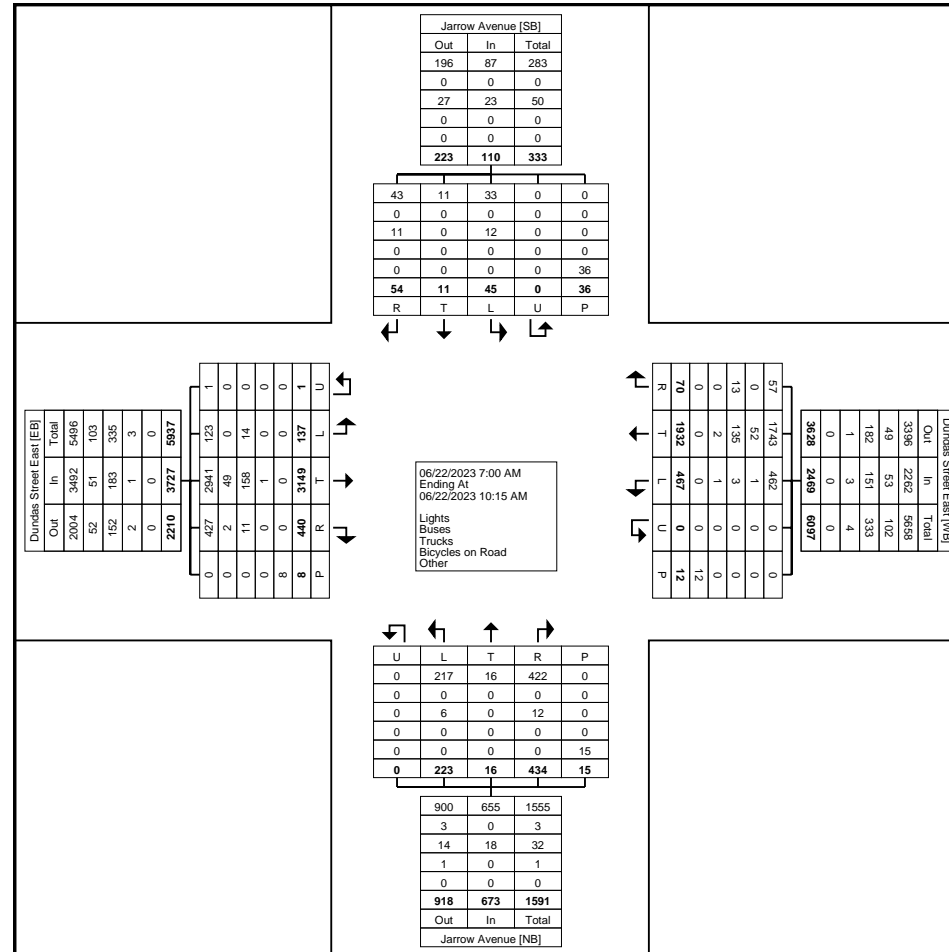 Jarrow Avenue [SB]
Out In Total
196 87 283
0 0 0
27 23 50
0 0 0
0 0 0
223 110 333
43 11 33 0 0
0 0 0 0 0
11 0 12 0 0
0 0 0 0 0
0 0 0 0 36
54 11 45 0 36
R T L U P
Dundas Street East [EB]
Out In Total
2004 3492 5496
52 51 103
152 183 335
2 1 3
0 0 0
2210 3727 5937
0 427 2941 123 1
0 2 49 0 0
0 11 158 14 0
0 0 1 0 0
8 0 0 0 0
8 440 3149 137 1
P R T L U
06/22/2023 7:00 AM
Ending At
06/22/2023 10:15 AM
Lights
Buses
Trucks
Bicycles on Road
Other
Dundas Street East [WB]
Out In Total
3396 2262 5658
49 53 102
182 151 333
1 3 4
0 0 0
3628 2469 6097
57 1743 462 0 0
0 52 1 0 0
13 135 3 0 0
0 2 1 0 0
0 0 0 0 12
70 1932 467 0 12
R T L U P
U L T R P
0 217 16 422 0
0 0 0 0 0
0 6 0 12 0
0 0 0 0 0
0 0 0 0 15
0 223 16 434 15
900 655 1555
3 0 3
14 18 32
1 0 1
0 0 0
918 673 1591
Out In Total
Jarrow Avenue [NB]